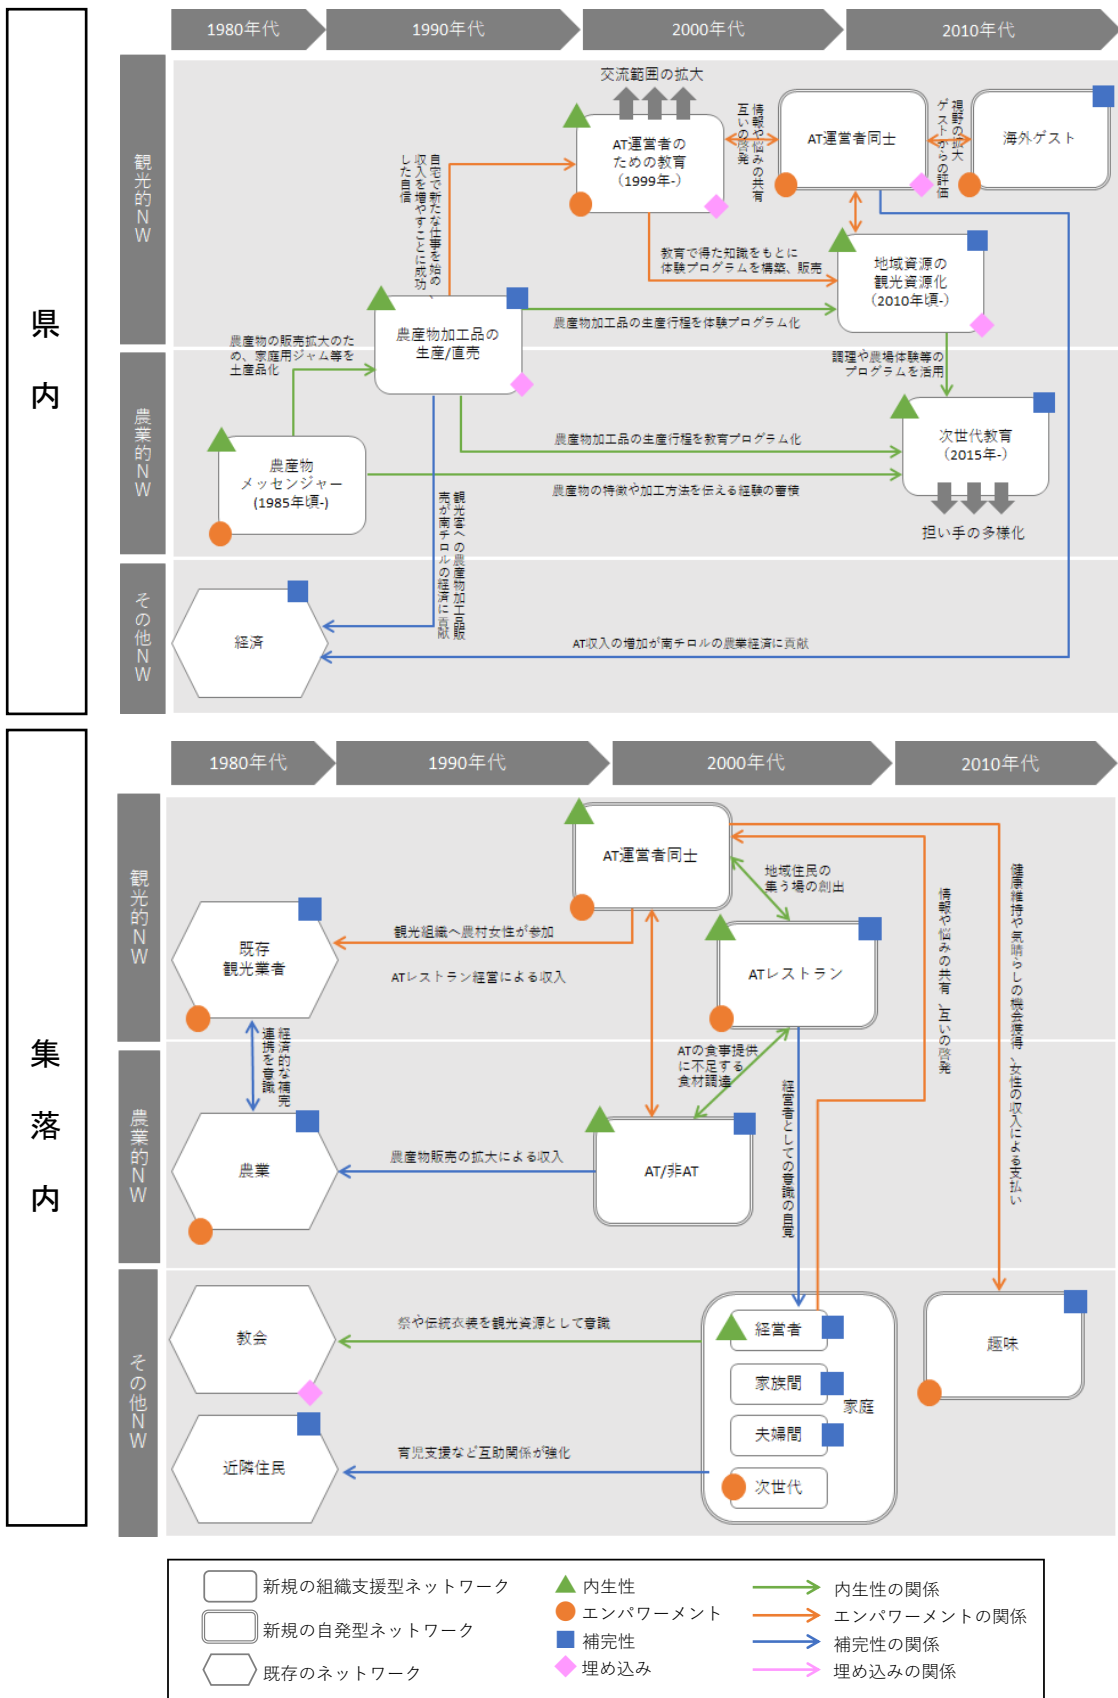 1980年代
1990年代
2000年代
2010年代
県内
観光的NW
農業的NW
その他NW
交流範囲の拡大
AT運営者の
ための教育
(1999年-)
情報や悩みの共有
互いの啓発
AT運営者同士
視野の拡大
ゲストからの評価
海外ゲスト
自宅で新たな仕事を始め、
収入を増やすことに成功
した自信
教育で得た知識をもとに
体験プログラムを構築、販売
地域資源の
観光資源化
(2010年頃-)
農産物加工品の
生産/直売
農産物加工品の生産行程を体験プログラム化
農産物の販売拡大のた
め、家庭用ジャム等を
土産品化
調理や農場体験等の
プログラムを活用
農産物
メッセンジャー
(1985年頃-)
農産物加工品の生産行程を教育プログラム化
農産物の特徴や加工方法を伝える経験の蓄積
次世代教育
(2015年-)
担い手の多様化
観光客への農産物加工品販
売が南チロルの経済に貢献
経済
AT収入の増加が南チロルの農業経済に貢献
1980年代
1990年代
2000年代
2010年代
集落内
観光的NW
農業的NW
その他NW
AT運営者同士
地域住民の
集う場の創出
既存
観光業者
観光組織へ農村女性が参加
ATレストラン経営による収入
ATレストラン
情報や悩みの共有、互いの啓発
健康維持や気晴らしの機会獲得、女性の収入による支払い
経済的な補完
連携を意識
ATの食事提供
に不足する
食材調達
農業
農産物販売の拡大による収入
AT/非AT
経営者としての意識の自覚
教会
祭や伝統衣装を観光資源として意識
経営者
家族間
家庭
夫婦間
次世代
趣味
近隣住民
育児支援など互助関係が強化
新規の組織支援型ネットワーク
新規の自発型ネットワーク
既存のネットワーク
内生性
エンパワーメント
補完性
埋め込み
内生性の関係
エンパワーメントの関係
補完性の関係
埋め込みの関係